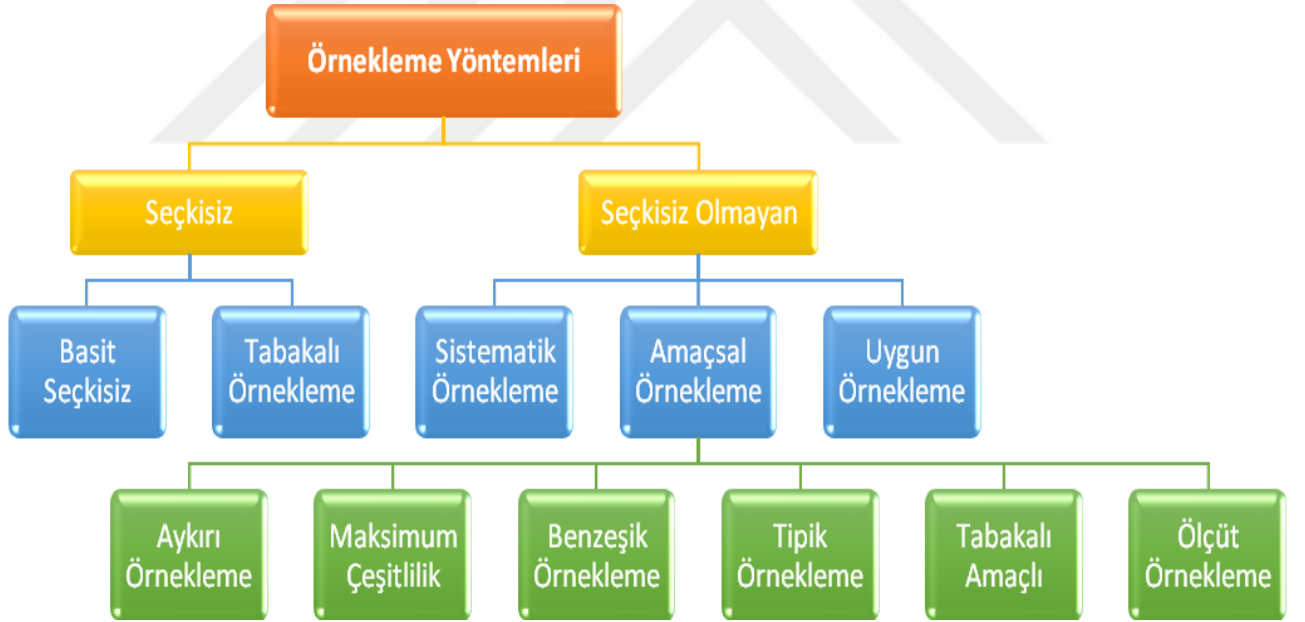 Örnekleme Yöntemleri
Seçkisiz
Seçkisiz Olmayan
Basit
Seçkisiz
Tabakalı
Örnekleme
Sistematik
Örnekleme
Amaçsal
Örnekleme
Uygun
Örnekleme
Aykırı
Örnekleme
Maksimum
Çeşitlilik
Benzeşik
Örnekleme
Tipik
Örnekleme
Tabakalı
Amaçlı
Ölçüt
Örnekleme